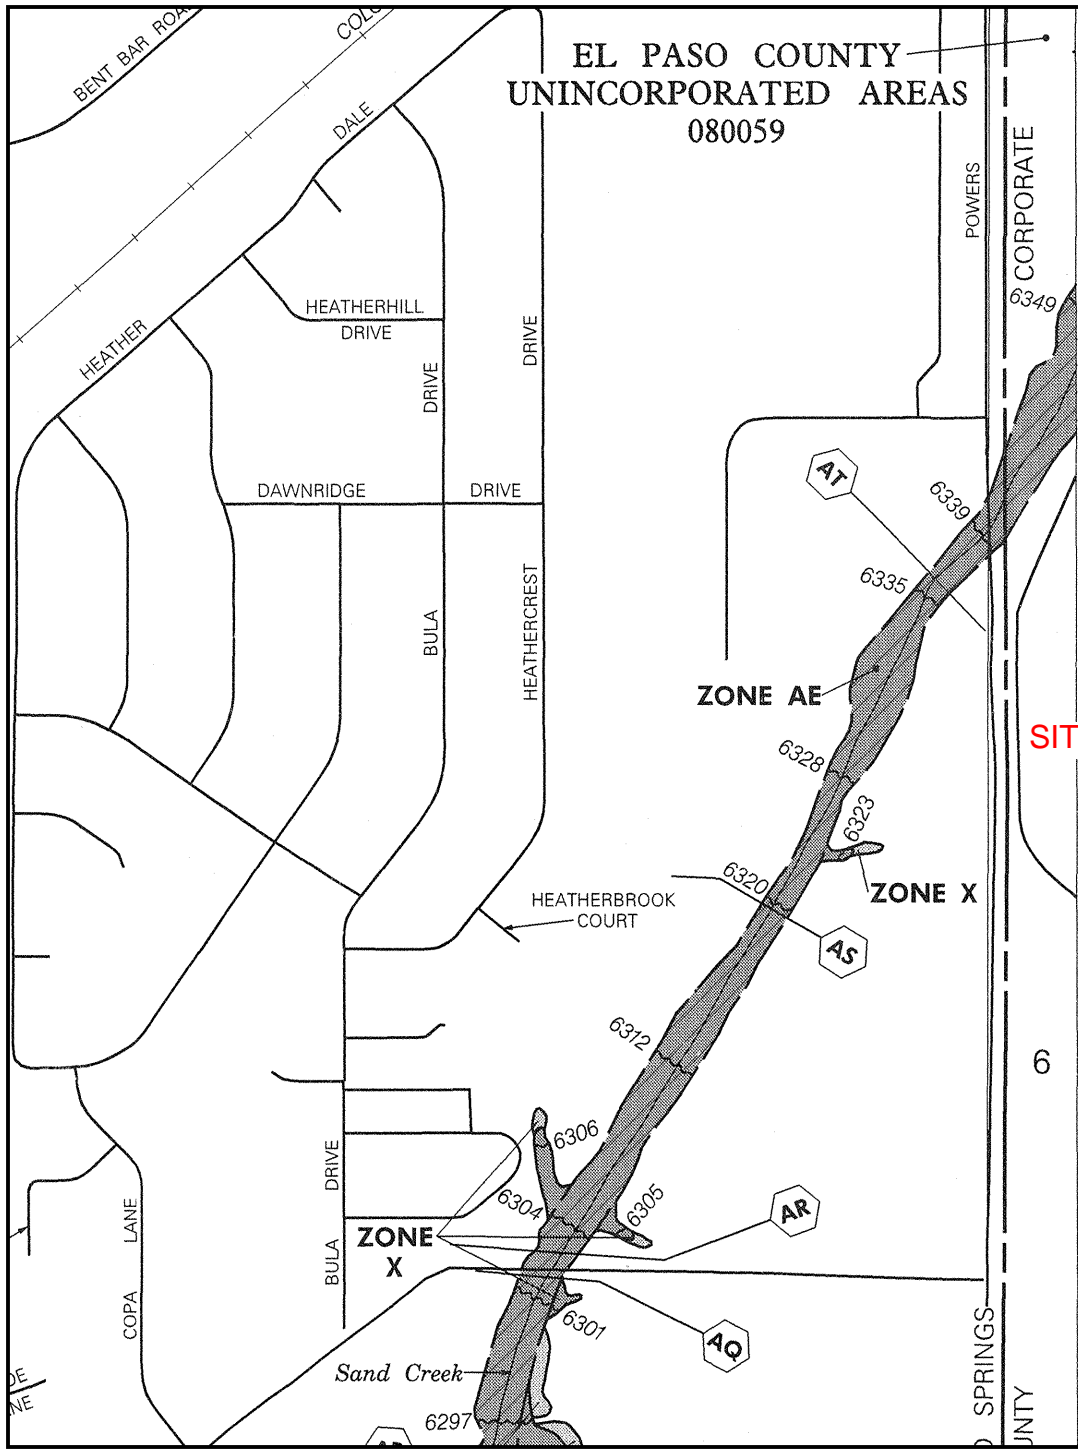 BENT BAR
EL PASO COUNTY
UNINCORPORATED AREAS
080059
DALE
POWERS
CORPORATE
6349
HEATHERHILL
DRIVE
HEATHER
DRIVE
DRIVE
AT
6339
DAWNRIDGE DRIVE
6335
HEATHERCREST
BULA
ZONE AE
SIT
6328
6323
6320
ZONE X
HEATHERBROOK
COURT
AS
6312
6
6306
DRIVE
6304
6305
AR
LANE
ZONE
X
BULA
6301
COPA
AQ
SPRINGS
Sand Creek
6297